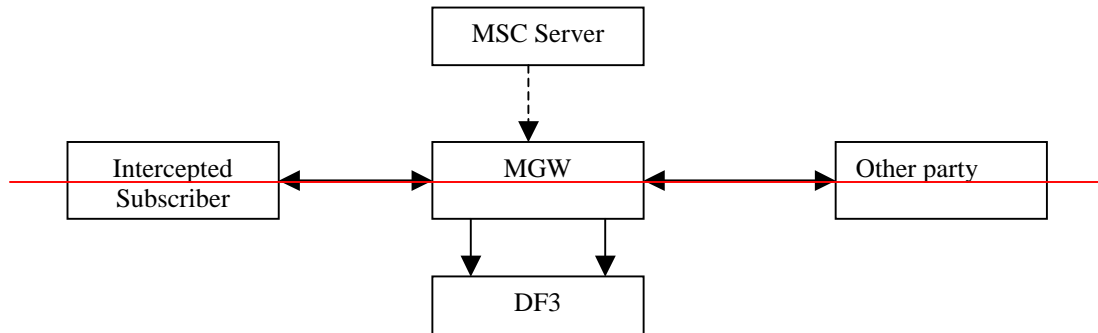 MSC Server
Intercepted
Subscriber
MGW
Other party
DF3